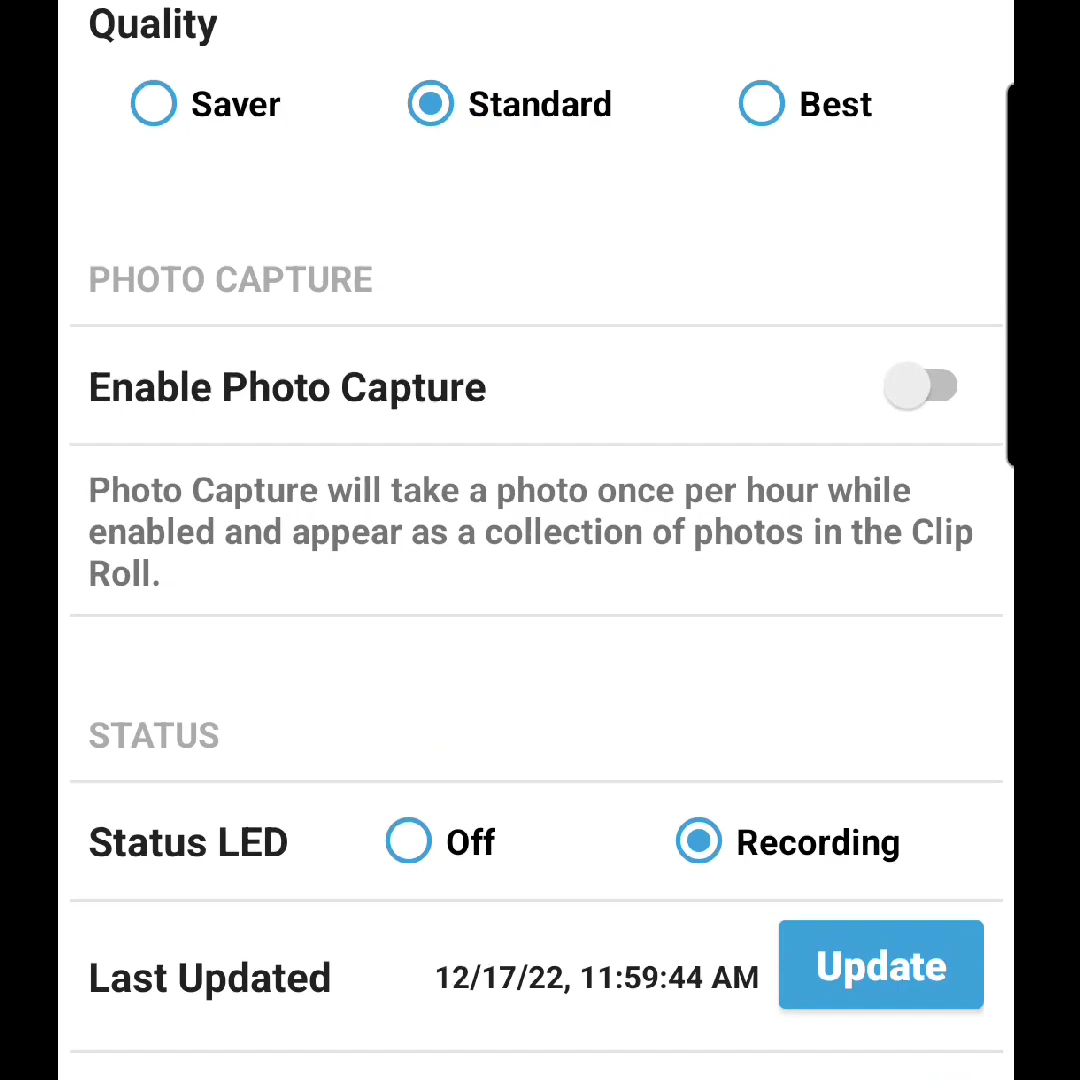 Quality
Saver Standard Best
PHOTO CAPTURE
Enable Photo Capture
Photo Capture will take a photo once per hour while
enabled and appear as a collection of photos in the Clip
Roll.
STATUS
Status LED Off Recording
Last Updated 12/17/22, 11:59:44 AM Update